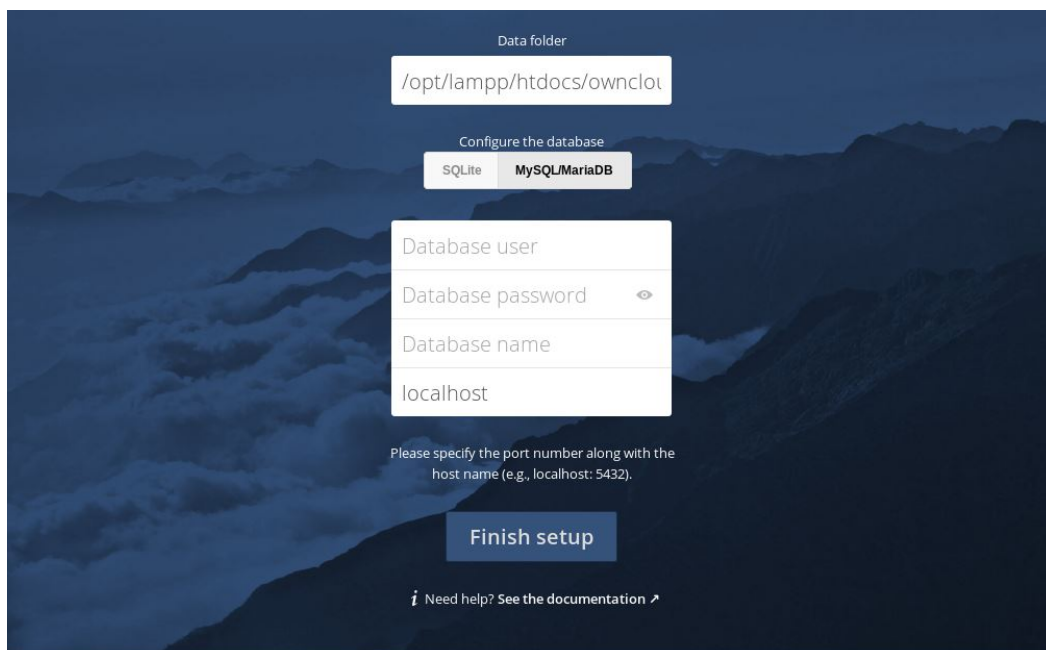 Data folder
/opt/lampp/htdocs/ownclou
Configure the database
SQLite MySQL/MariaDB
Database user
Database password
Database name
localhost
Please specify the port number along with the
host name (e.g., localhost: 5432).
Finish setup
i Need help? See the documentation ↗